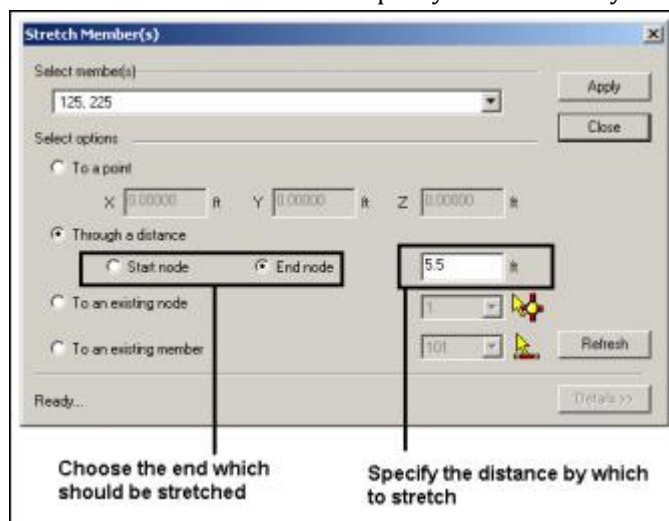 Stretch Member(s)
Select member(s)
125, 225
Apply
Close
Select options
To a point
X 0.00000 ft Y 0.00000 ft Z 0.00000 ft
Through a distance
Start node End node 5.5 ft
To an existing node 1
To an existing member 101 Refresh
Ready... Details >>
Choose the end which
should be stretched
Specify the distance by which
to stretch